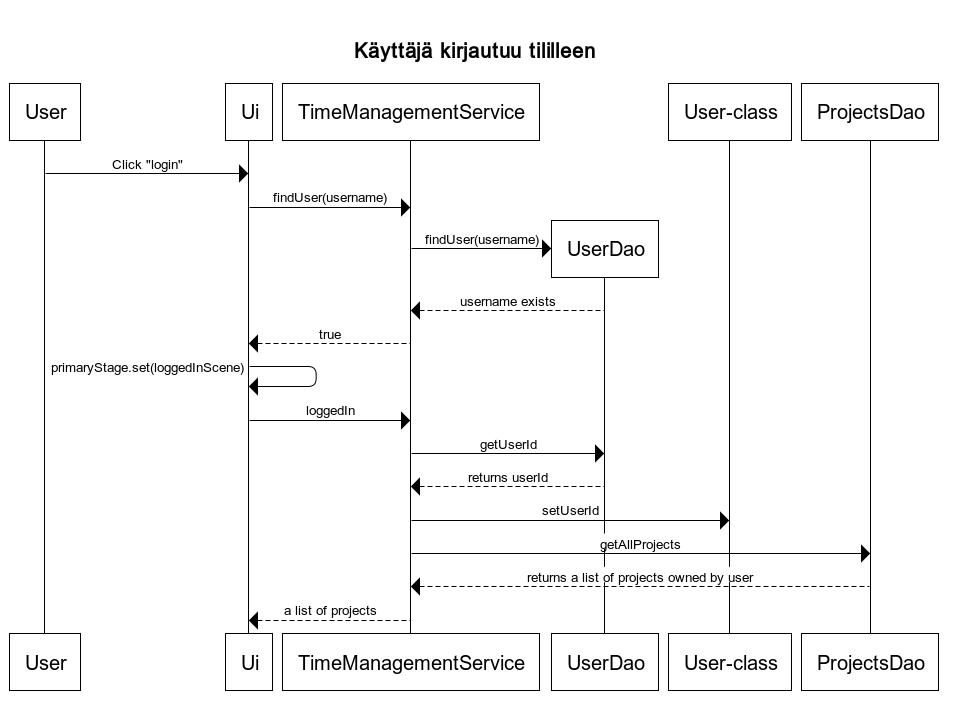 Käyttäjä kirjautuu tililleen
User
Ui
TimeManagementService
User-class
ProjectsDao
Click "login"
findUser(username)
findUser(username)
UserDao
username exists
true
primaryStage.set(loggedInScene)
loggedIn
getUserId
returns userId
setUserId
getAllProjects
returns a list of projects owned by user
a list of projects
User
Ui
TimeManagementService
UserDao
User-class
ProjectsDao